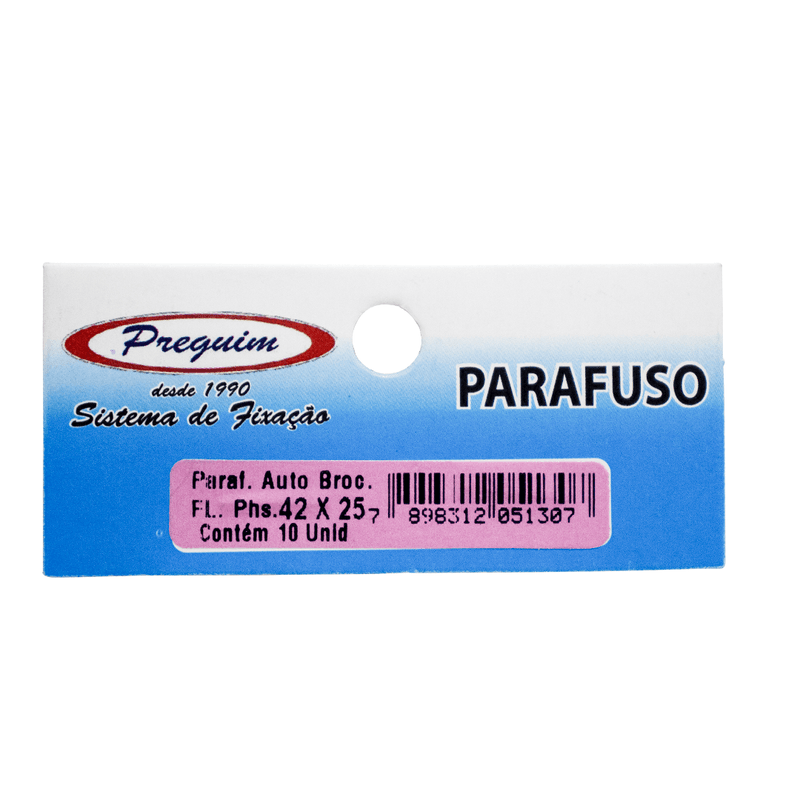 Preguim
desde 1990
Sistema de Fixação
PARAFUSO
Paraf. Auto Broc.
FL. Phs. 42 X 25
Contém 10 Unid
7 898312 051307